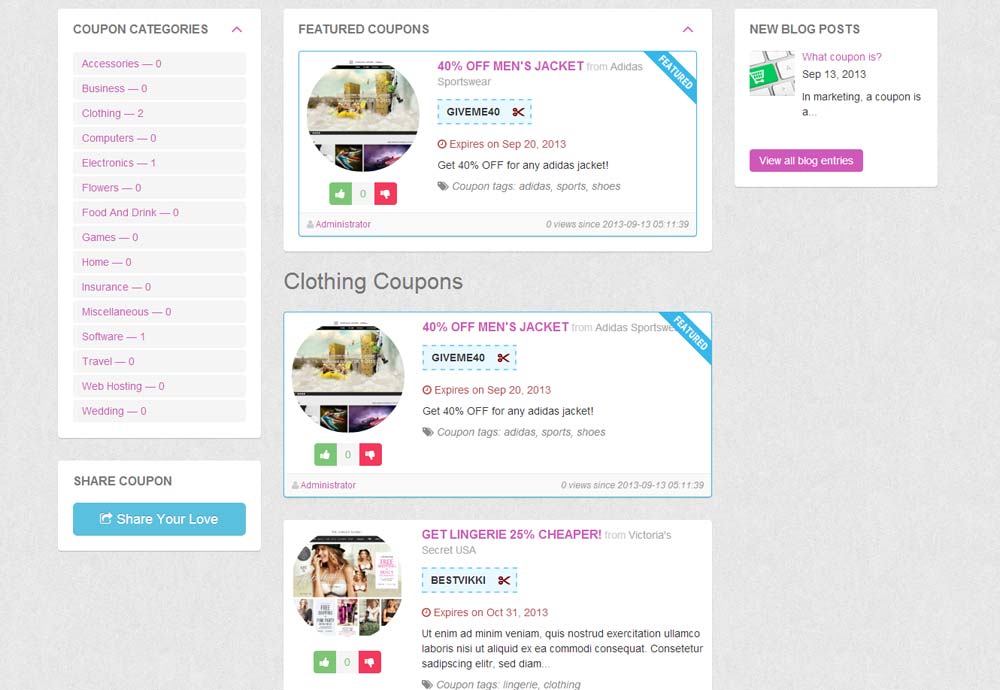 COUPON CATEGORIES
Accessories — 0
Business — 0
Clothing — 2
Computers — 0
Electronics — 1
Flowers — 0
Food And Drink — 0
Games — 0
Home — 0
Insurance — 0
Miscellaneous — 0
Software — 1
Travel — 0
Web Hosting — 0
Wedding — 0
SHARE COUPON
Share Your Love
FEATURED COUPONS
40% OFF MEN'S JACKET from Adidas
Sportswear
FEATURED
GIVEME40
Expires on Sep 20, 2013
Get 40% OFF for any adidas jacket!
Coupon tags: adidas, sports, shoes
0
Administrator
0 views since 2013-09-13 05:11:39
Clothing Coupons
40% OFF MEN'S JACKET from Adidas Sportswe
FEATURED
GIVEME40
Expires on Sep 20, 2013
Get 40% OFF for any adidas jacket!
Coupon tags: adidas, sports, shoes
0
Administrator
0 views since 2013-09-13 05:11:39
GET LINGERIE 25% CHEAPER! from Victoria's
Secret USA
BESTVIKKI
Expires on Oct 31, 2013
Ut enim ad minim veniam, quis nostrud exercitation ullamco
laboris nisi ut aliquid ex ea commodi consequat. Consetetur
sadipscing elitr, sed diam...
Coupon tags: lingerie, clothing
FREE
SHIPPING
0
NEW BLOG POSTS
What coupon is?
Sep 13, 2013
In marketing, a coupon is
a...
View all blog entries